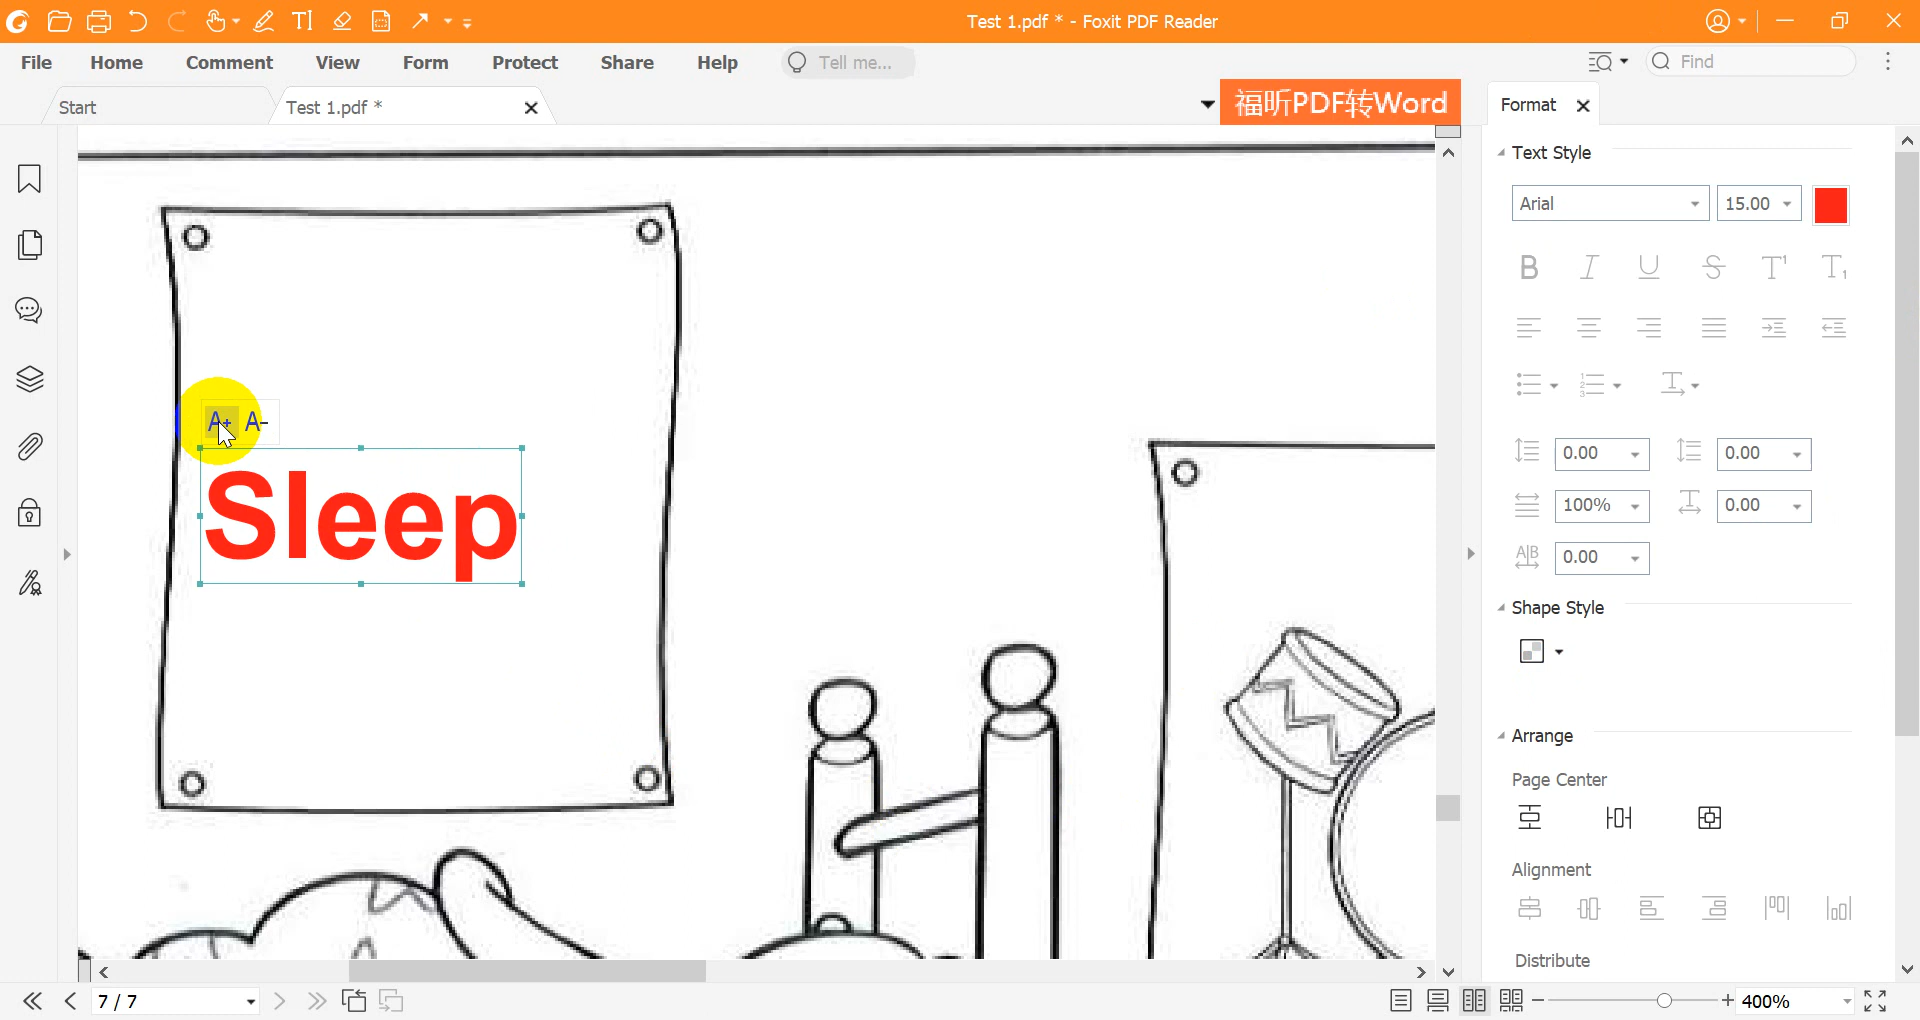 Test 1.pdf * - Foxit PDF Reader
File Home Comment View Form Protect Share Help Tell me... Find
Start Test 1.pdf * 福昕PDF转Word Format
Text Style
Arial 15.00
A+ A-
Sleep
0.00 0.00
100% 0.00
0.00
Shape Style
Arrange
Page Center
Alignment
Distribute
7 / 7 400%